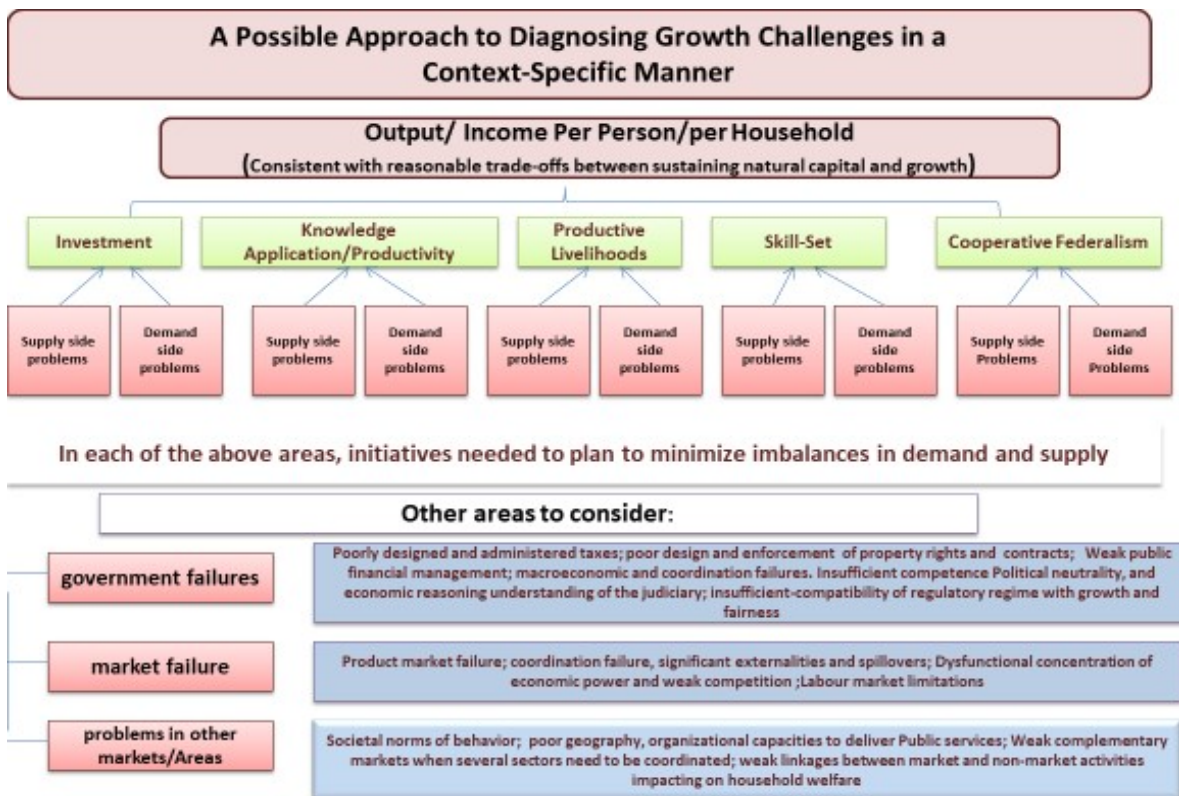 A Possible Approach to Diagnosing Growth Challenges in a
Context-Specific Manner
Output/ Income Per Person/per Household
(Consistent with reasonable trade-offs between sustaining natural capital and growth)
Investment
Knowledge
Application/Productivity
Productive
Livelihoods
Skill-Set
Cooperative Federalism
Supply side
problems
Demand
side
problems
Supply side
problems
Demand
side
problems
Supply side
problems
Demand
side
problems
Supply side
problems
Demand
side
problems
Supply side
Problems
Demand
side
Problems
In each of the above areas, initiatives needed to plan to minimize imbalances in demand and supply
Other areas to consider:
government failures
Poorly designed and administered taxes; poor design and enforcement of property rights and contracts; Weak public
financial management; macroeconomic and coordination failures. Insufficient competence Political neutrality, and
economic reasoning understanding of the judiciary; insufficient-compatibility of regulatory regime with growth and
fairness
market failure
Product market failure; coordination failure, significant externalities and spillovers; Dysfunctional concentration of
economic power and weak competition ;Labour market limitations
problems in other
markets/Areas
Societal norms of behavior; poor geography, organizational capacities to deliver Public services; Weak complementary
markets when several sectors need to be coordinated; weak linkages between market and non-market activities
impacting on household welfare